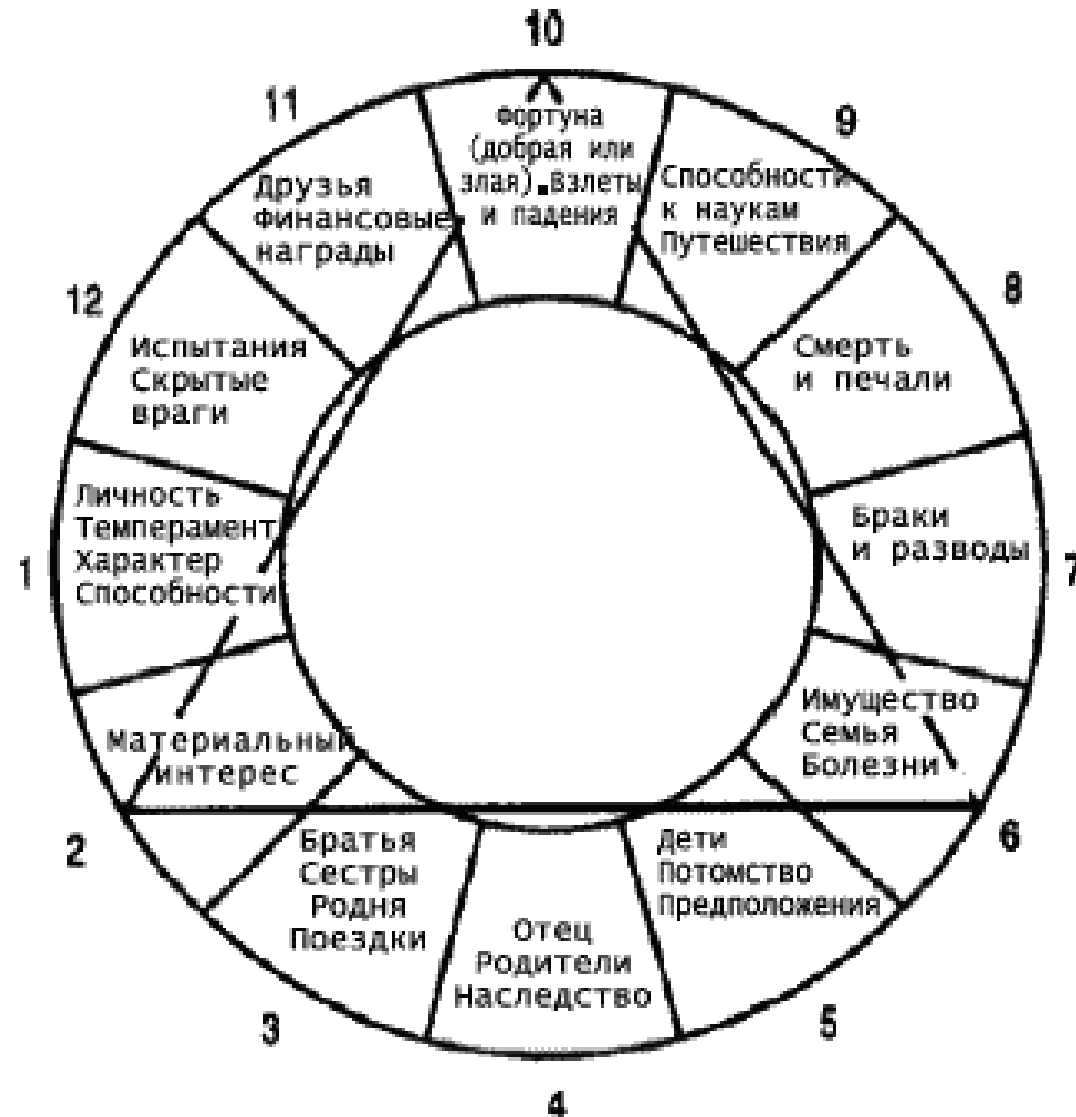 10
Фортуна
(добрая или
злая). Взлеты
и падения
11
Друзья
Финансовые
награды
9
Способности
к наукам
Путешествия
12
Испытания
Скрытые
враги
8
Смерть
и печали
1
Личность
Темперамент
Характер
Способности
7
Браки
и разводы
2
Материальный
интерес
6
Имущество
Семья
Болезни
3
Братья
Сестры
Родня
Поездки
4
Отец
Родители
Наследство
5
Дети
Потомство
Предположения